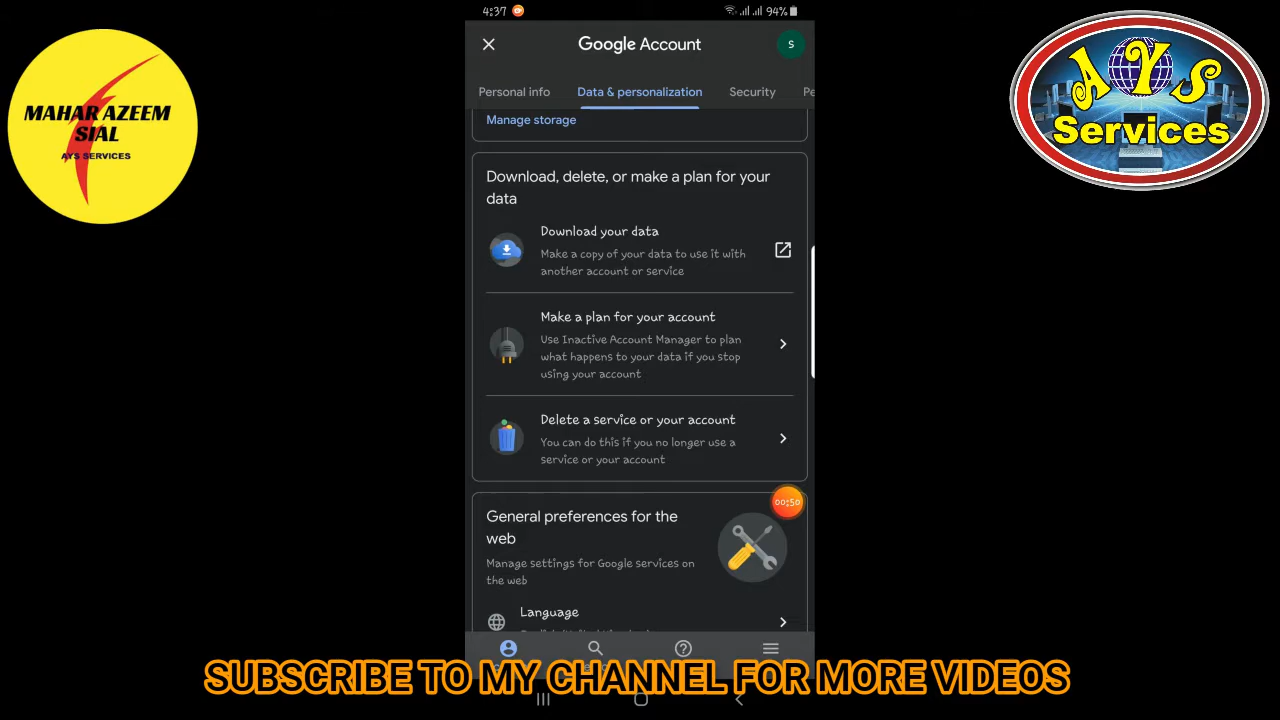 MAHAR AZEEM
SIAL
AYS SERVICES
4:37
94%
Google Account
S
Personal info
Data & personalization
Security
Pe
Manage storage
Download, delete, or make a plan for your
data
Download your data
Make a copy of your data to use it with
another account or service
Make a plan for your account
Use Inactive Account Manager to plan
what happens to your data if you stop
using your account
Delete a service or your account
You can do this if you no longer use a
service or your account
00:50
General preferences for the
web
Manage settings for Google services on
the web
Language
SUBSCRIBE TO MY CHANNEL FOR MORE VIDEOS
AYS
Services